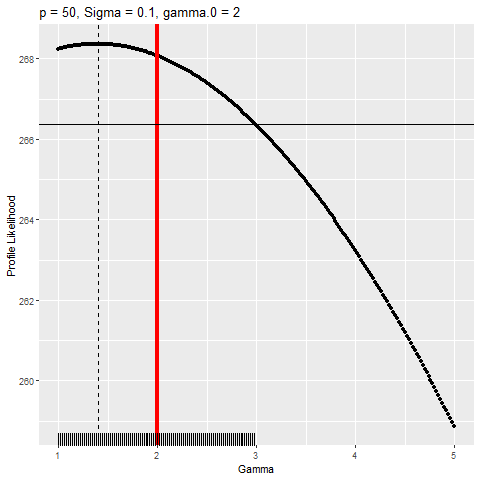 p = 50, Sigma = 0.1, gamma.0 = 2
Profile Likelihood
268
266
264
262
260
1 2 3 4 5
Gamma